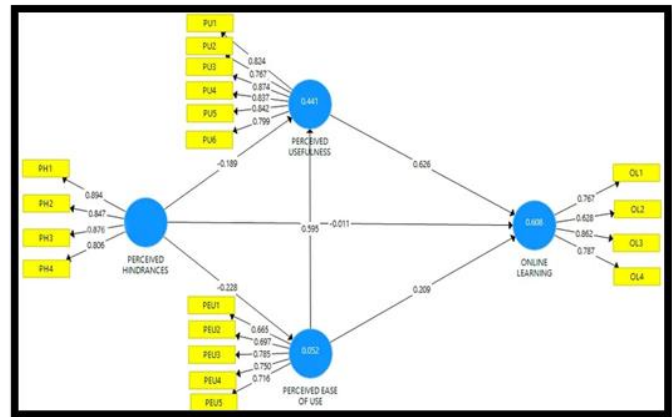 PU1
PU2
PU3
PU4
PU5
PU6
0.824
0.767
0.874
0.837
0.842
0.799
0.441
PERCEIVED
USEFULNESS
-0.189
0.626
PH1
PH2
PH3
PH4
0.894
0.847
0.876
0.806
PERCEIVED
HINDRANCES
0.595
-0.011
0.608
ONLINE
LEARNING
0.767
0.628
0.862
0.787
OL1
OL2
OL3
OL4
-0.228
0.209
PEU1
PEU2
PEU3
PEU4
PEU5
0.665
0.697
0.785
0.750
0.716
0.052
PERCEIVED EASE
OF USE